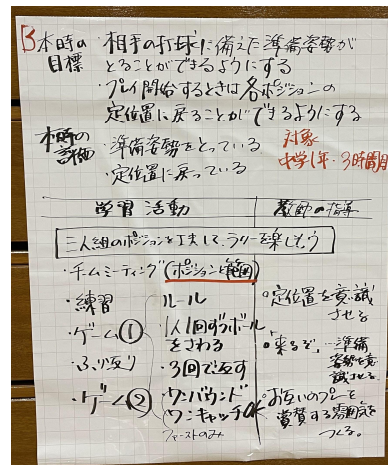 B 本時の目標
・相手の打球に備えた準備姿勢が
とることができるようにする
・プレイ開始するときは各ポジションの
定位置に戻ることができるようにする
本時の評価
・準備姿勢をとっている
・定位置に戻っている
対象
中学1年・3時間目
学習活動
教師の指導
三人組のポジションを工夫して、ラリーを楽しもう
・チームミーティング(ポジションと範囲)
・練習
・ゲーム①
・ふり返り
・ゲーム②
ルール
・1人1回ずつボール
をさわる
・3回で返す
・ワンバウンド
ワンキャッチOK
ファーストのみ
○定位置を意識
させる
○来るぞ,…準備
姿勢を意
識させる
○お互いのプレーを
賞賛する雰囲気を
つくる。